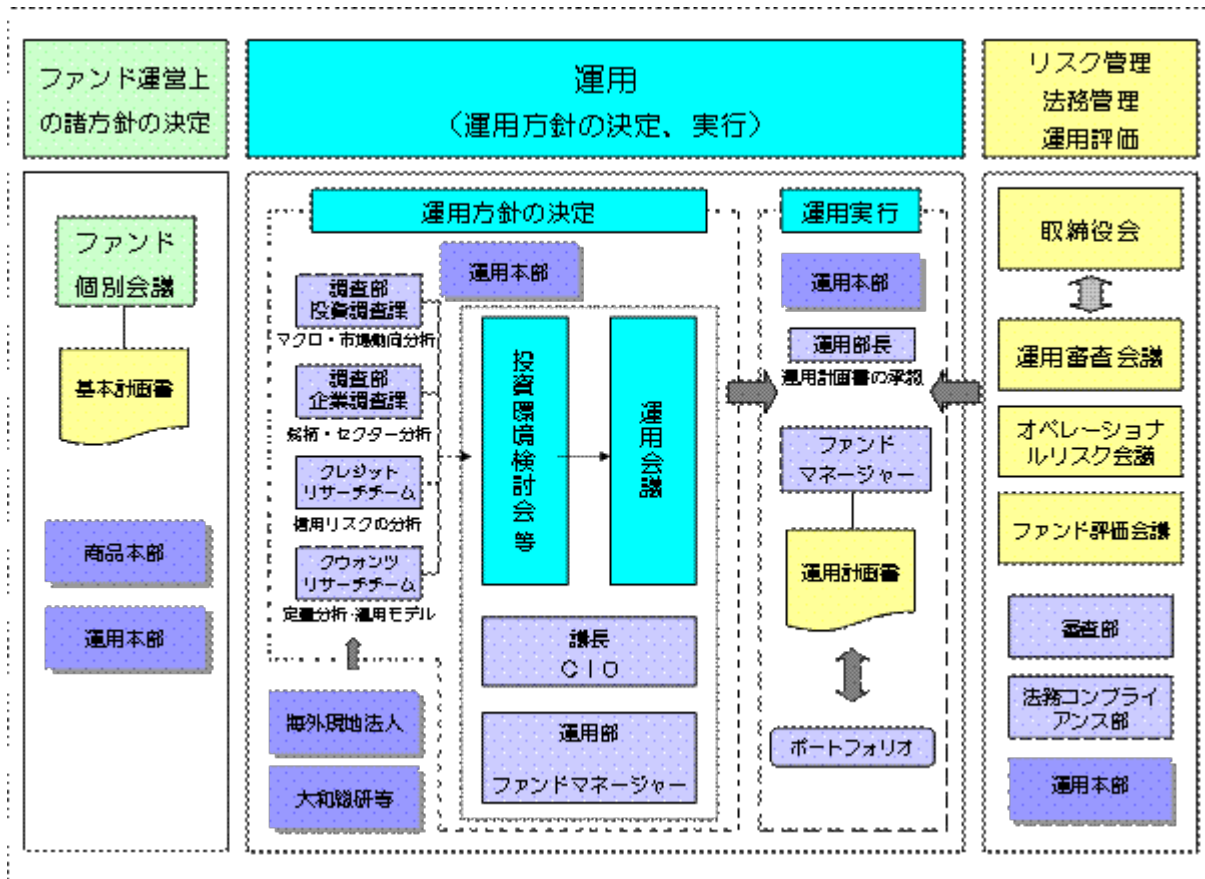 ファンド運営上
の諸方針の決定
運用
(運用方針の決定、実行)
リスク管理
法務管理
運用評価
ファンド
個別会議
基本計画書
商品本部
運用本部
運用方針の決定
運用本部
調査部
投資調査課
マクロ・市場動向分析
調査部
企業調査課
銘柄・セクター分析
クレジット
リサーチチーム
信用リスクの分析
クウォンツ
リサーチチーム
定量分析・運用モデル
海外現地法人
大和総研等
投資環境検討会等
運用会議
議長
CIO
運用部
ファンドマネージャー
運用実行
運用本部
運用部長
運用計画書の承認
ファンド
マネージャー
運用計画書
ポートフォリオ
取締役会
運用審査会議
オペレーショナ
ルリスク会議
ファンド評価会議
審査部
法務コンプライ
アンス部
運用本部